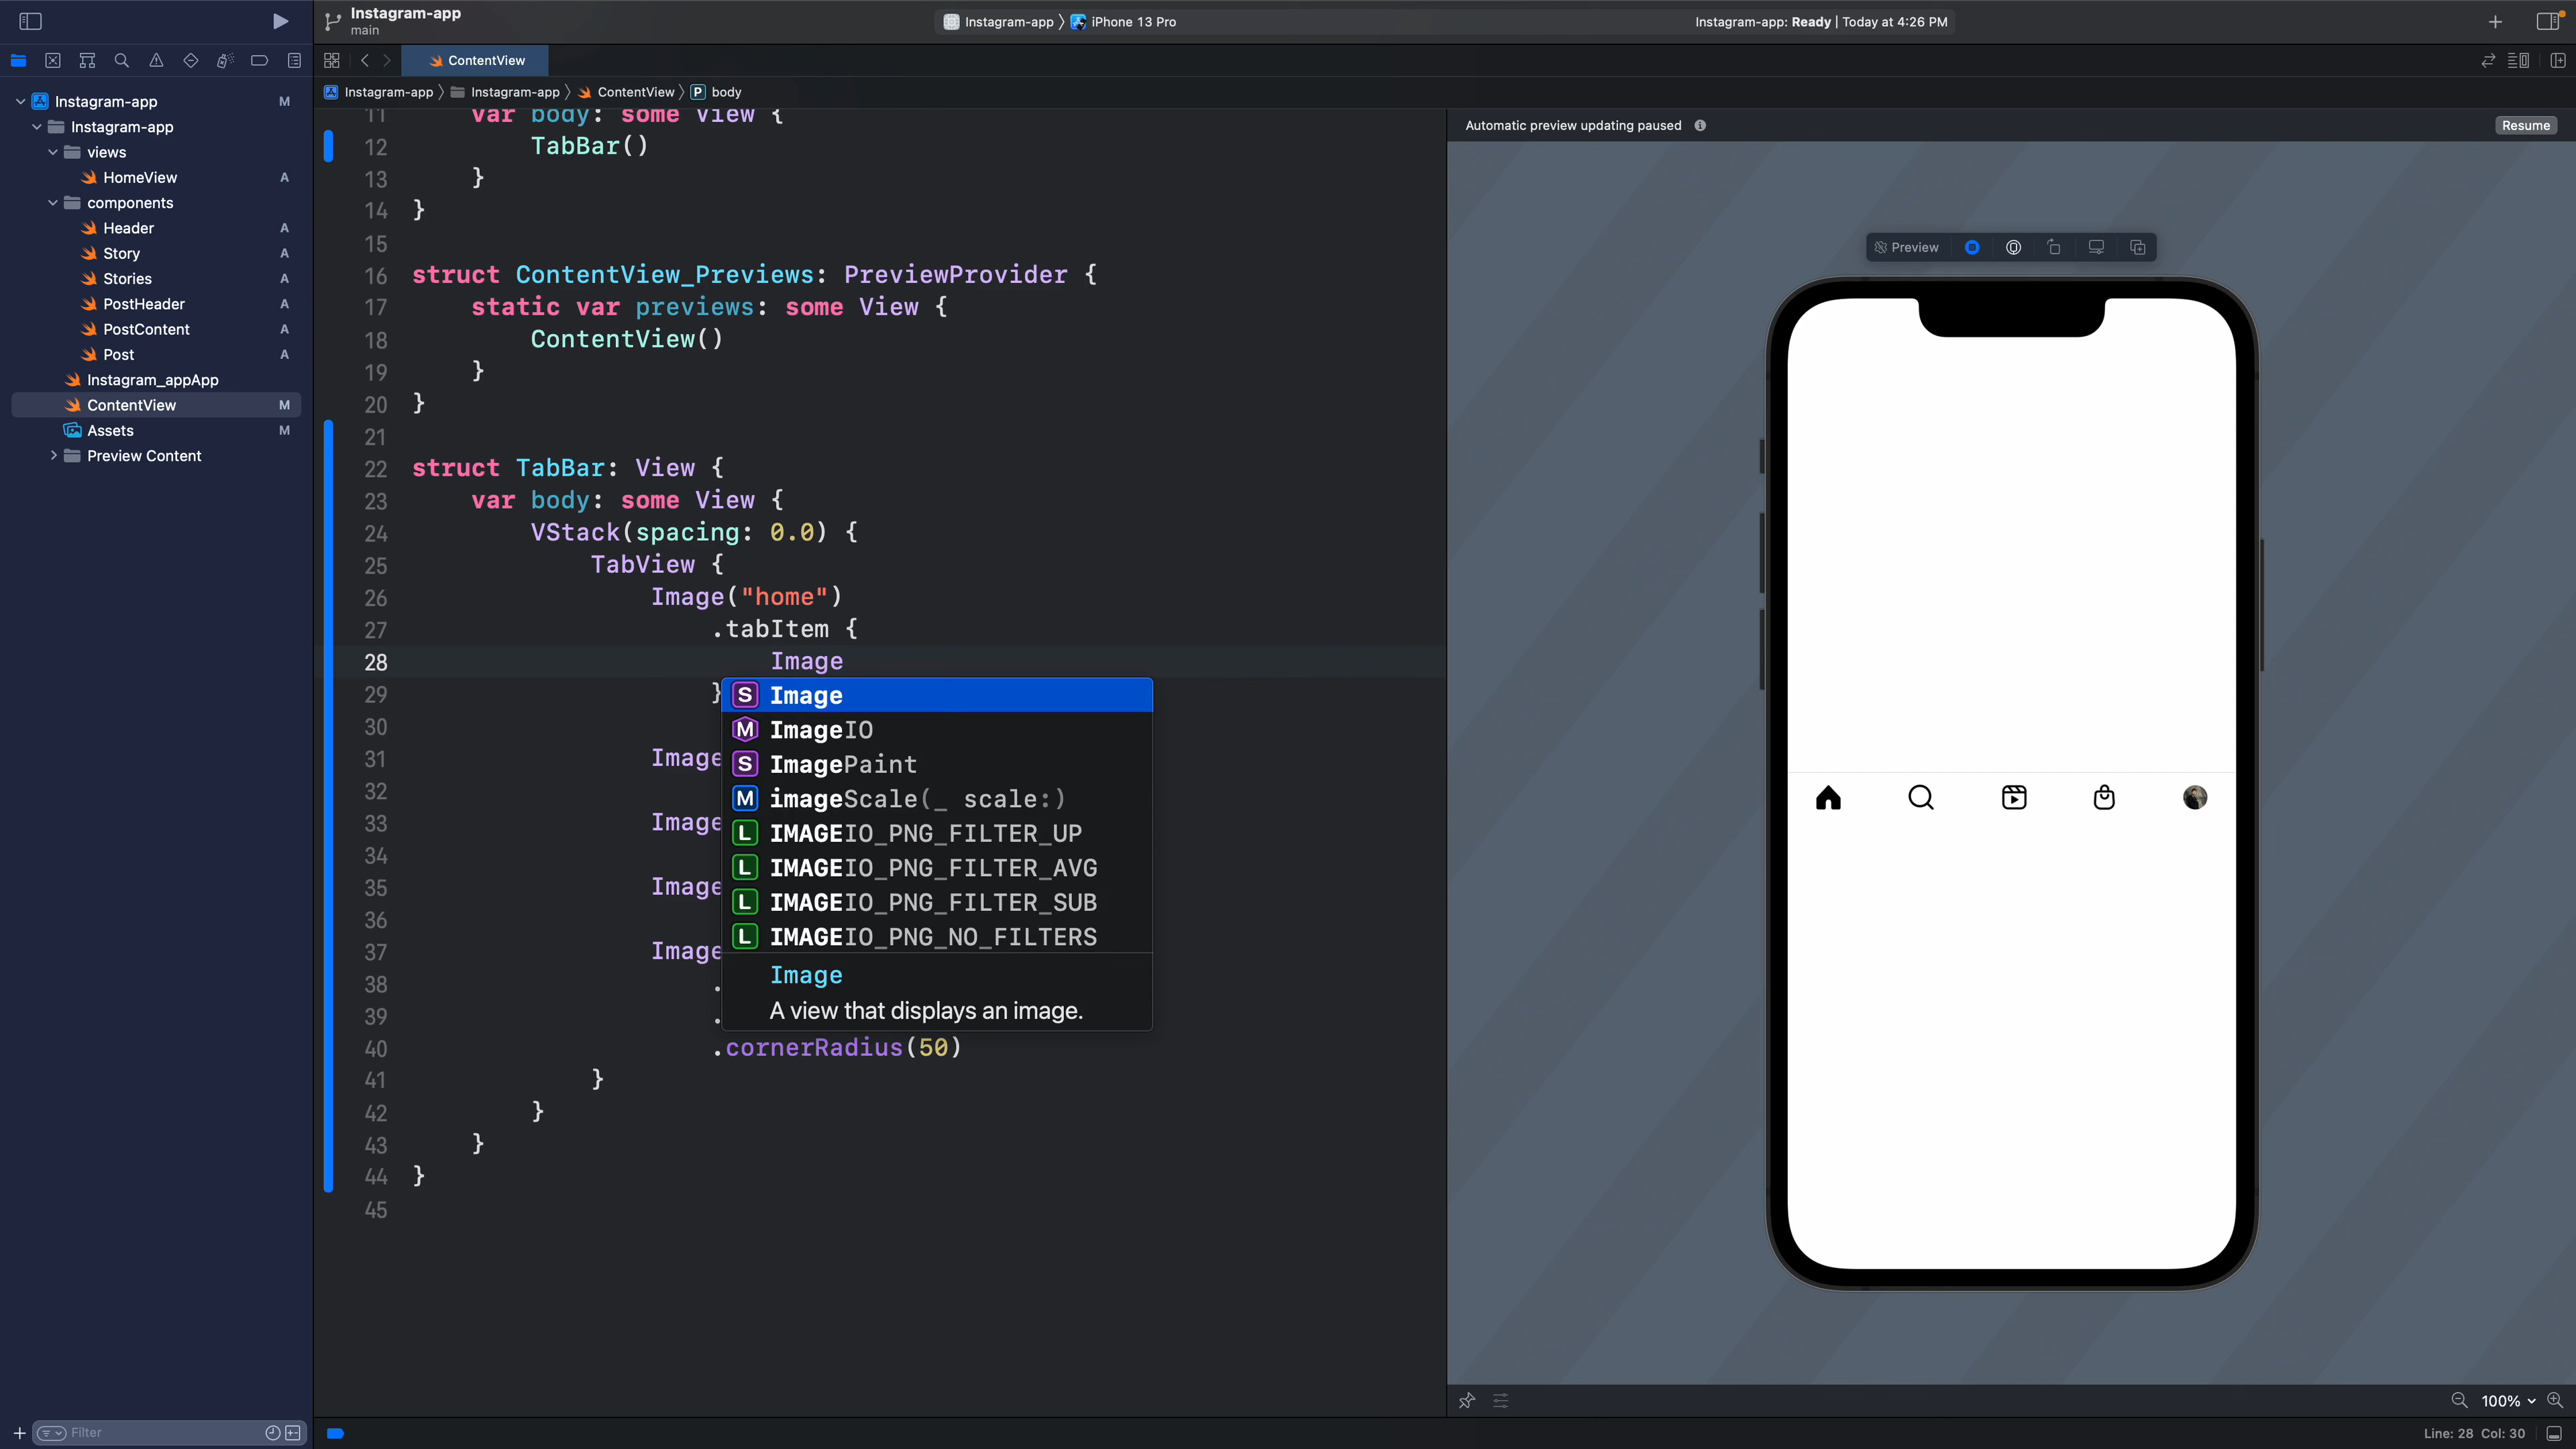 Instagram-app
main
Instagram-app 〉 iPhone 13 Pro
Instagram-app: Ready | Today at 4:26 PM
ContentView
Instagram-app 〉 Instagram-app 〉 ContentView 〉 P body
Instagram-app M
Instagram-app
views
HomeView A
components
Header A
Story A
Stories A
PostHeader A
PostContent A
Post A
Instagram_appApp
ContentView M
Assets M
Preview Content
Filter
11 var body: some View {
12 TabBar()
13 }
14 }
15
16 struct ContentView_Previews: PreviewProvider {
17 static var previews: some View {
18 ContentView()
19 }
20 }
21
22 struct TabBar: View {
23 var body: some View {
24 VStack(spacing: 0.0) {
25 TabView {
26 Image("home")
27 .tabItem {
28 Image
29 }
30
31 Image
32
33 Image
34
35 Image
36
37 Image
38 .
39 .
40 .cornerRadius(50)
41 }
42 }
43 }
44 }
45
S Image
M ImageIO
S ImagePaint
M imageScale(_ scale:)
L IMAGEIO_PNG_FILTER_UP
L IMAGEIO_PNG_FILTER_AVG
L IMAGEIO_PNG_FILTER_SUB
L IMAGEIO_PNG_NO_FILTERS
Image
A view that displays an image.
Automatic preview updating paused
Resume
Preview
100%
Line: 28 Col: 30